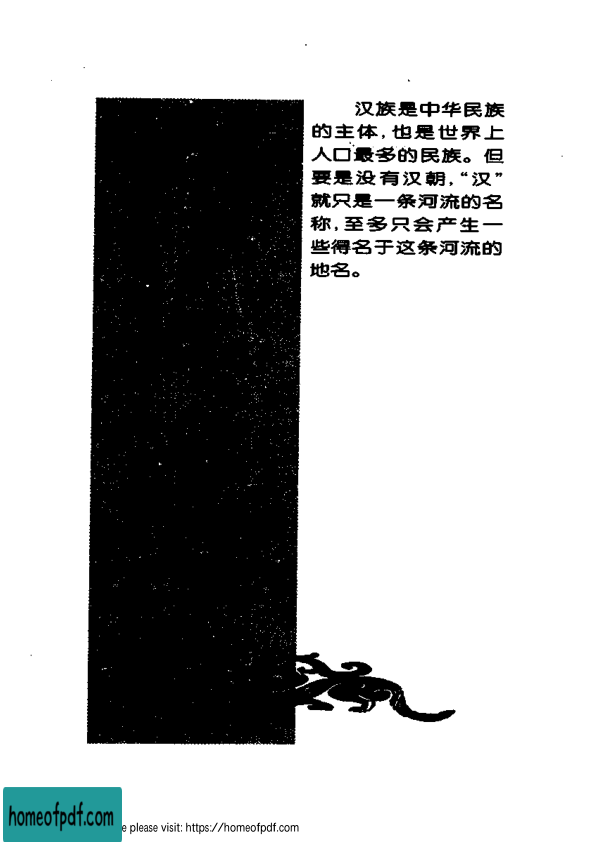 汉族是中华民族
的主体，也是世界上
人口最多的民族。但
要是没有汉朝，“汉”
就只是一条河流的名
称，至多只会产生一
些得名于这条河流的
地名。
homeofpdf.com
e please visit: https://homeofpdf.com